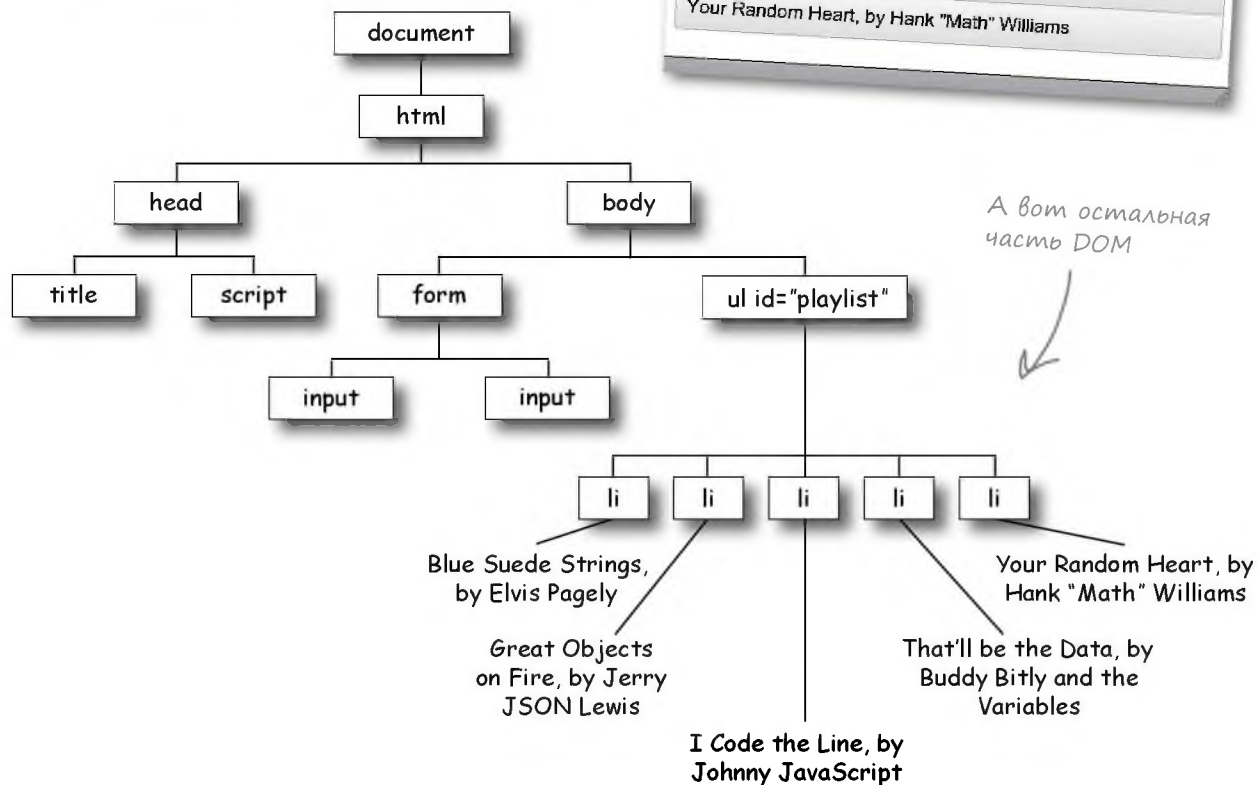 Your Random Heart, by Hank "Math" Williams
document
html
head
body
А вот остальная
часть DOM
title
script
form
ul id="playlist"
input
input
li
li
li
li
li
Blue Suede Strings,
by Elvis Pagely
Great Objects
on Fire, by Jerry
JSON Lewis
I Code the Line, by
Johnny JavaScript
That'll be the Data, by
Buddy Bitly and the
Variables
Your Random Heart, by
Hank "Math" Williams